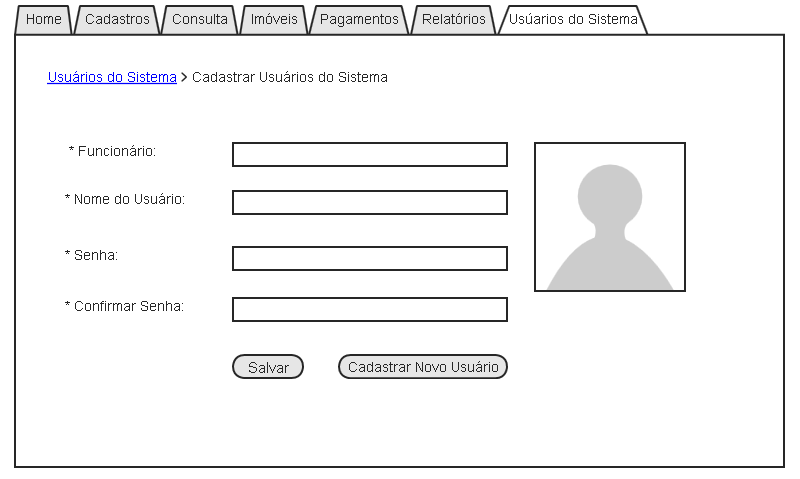 Home Cadastros Consulta Imóveis Pagamentos Relatórios Usúarios do Sistema
Usuários do Sistema > Cadastrar Usuários do Sistema
* Funcionário:
* Nome do Usuário:
* Senha:
* Confirmar Senha:
Salvar Cadastrar Novo Usuário